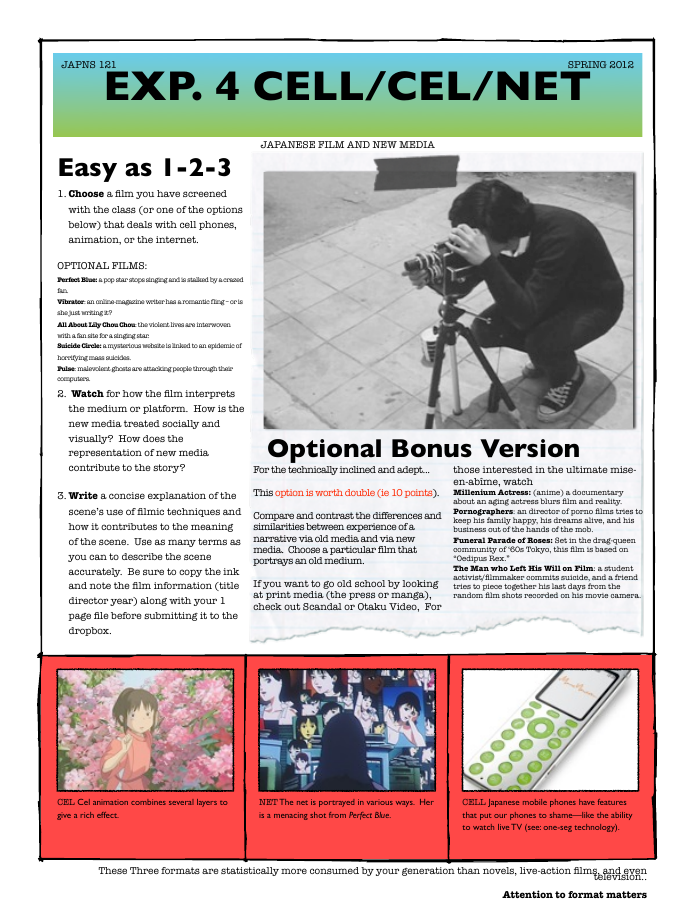 JAPNS 121
SPRING 2012
EXP. 4 CELL/CEL/NET
JAPANESE FILM AND NEW MEDIA
Easy as 1-2-3
1. Choose a film you have screened
with the class (or one of the options
below) that deals with cell phones,
animation, or the internet.
OPTIONAL FILMS:
Perfect Blue: a pop star stops singing and is stalked by a crazed
fan.
Vibrator: an online-magazine writer has a romantic fling – or is
she just writing it?
All About Lily Chou Chou: the violent lives are interwoven
with a fan site for a singing star.
Suicide Circle: a mysterious website is linked to an epidemic of
horrifying mass suicides.
Pulse: malevolent ghosts are attacking people through their
computers.
2. Watch for how the film interprets
the medium or platform. How is the
new media treated socially and
visually? How does the
representation of new media
contribute to the story?
3. Write a concise explanation of the
scene's use of filmic techniques and
how it contributes to the meaning
of the scene. Use as many terms as
you can to describe the scene
accurately. Be sure to copy the ink
and note the film information (title
director year) along with your 1
page file before submitting it to the
dropbox.
Optional Bonus Version
For the technically inclined and adept...
This option is worth double (ie 10 points).
Compare and contrast the differences and
similarities between experience of a
narrative via old media and via new
media. Choose a particular film that
portrays an old medium.
If you want to go old school by looking
at print media (the press or manga),
check out Scandal or Otaku Video, For
those interested in the ultimate mise-
en-abîme, watch
Millenium Actress: (anime) a documentary
about an aging actress blurs film and reality.
Pornographers: an director of porno films tries to
keep his family happy, his dreams alive, and his
business out of the hands of the mob.
Funeral Parade of Roses: Set in the drag-queen
community of '60s Tokyo, this film is based on
"Oedipus Rex."
The Man who Left His Will on Film: a student
activist/filmmaker commits suicide, and a friend
tries to piece together his last days from the
random film shots recorded on his movie camera.
CEL Cel animation combines several layers to
give a rich effect.
NET The net is portrayed in various ways. Her
is a menacing shot from Perfect Blue.
CELL Japanese mobile phones have features
that put our phones to shame—like the ability
to watch live TV (see: one-seg technology).
These Three formats are statistically more consumed by your generation than novels, live-action films, and even
television..
Attention to format matters